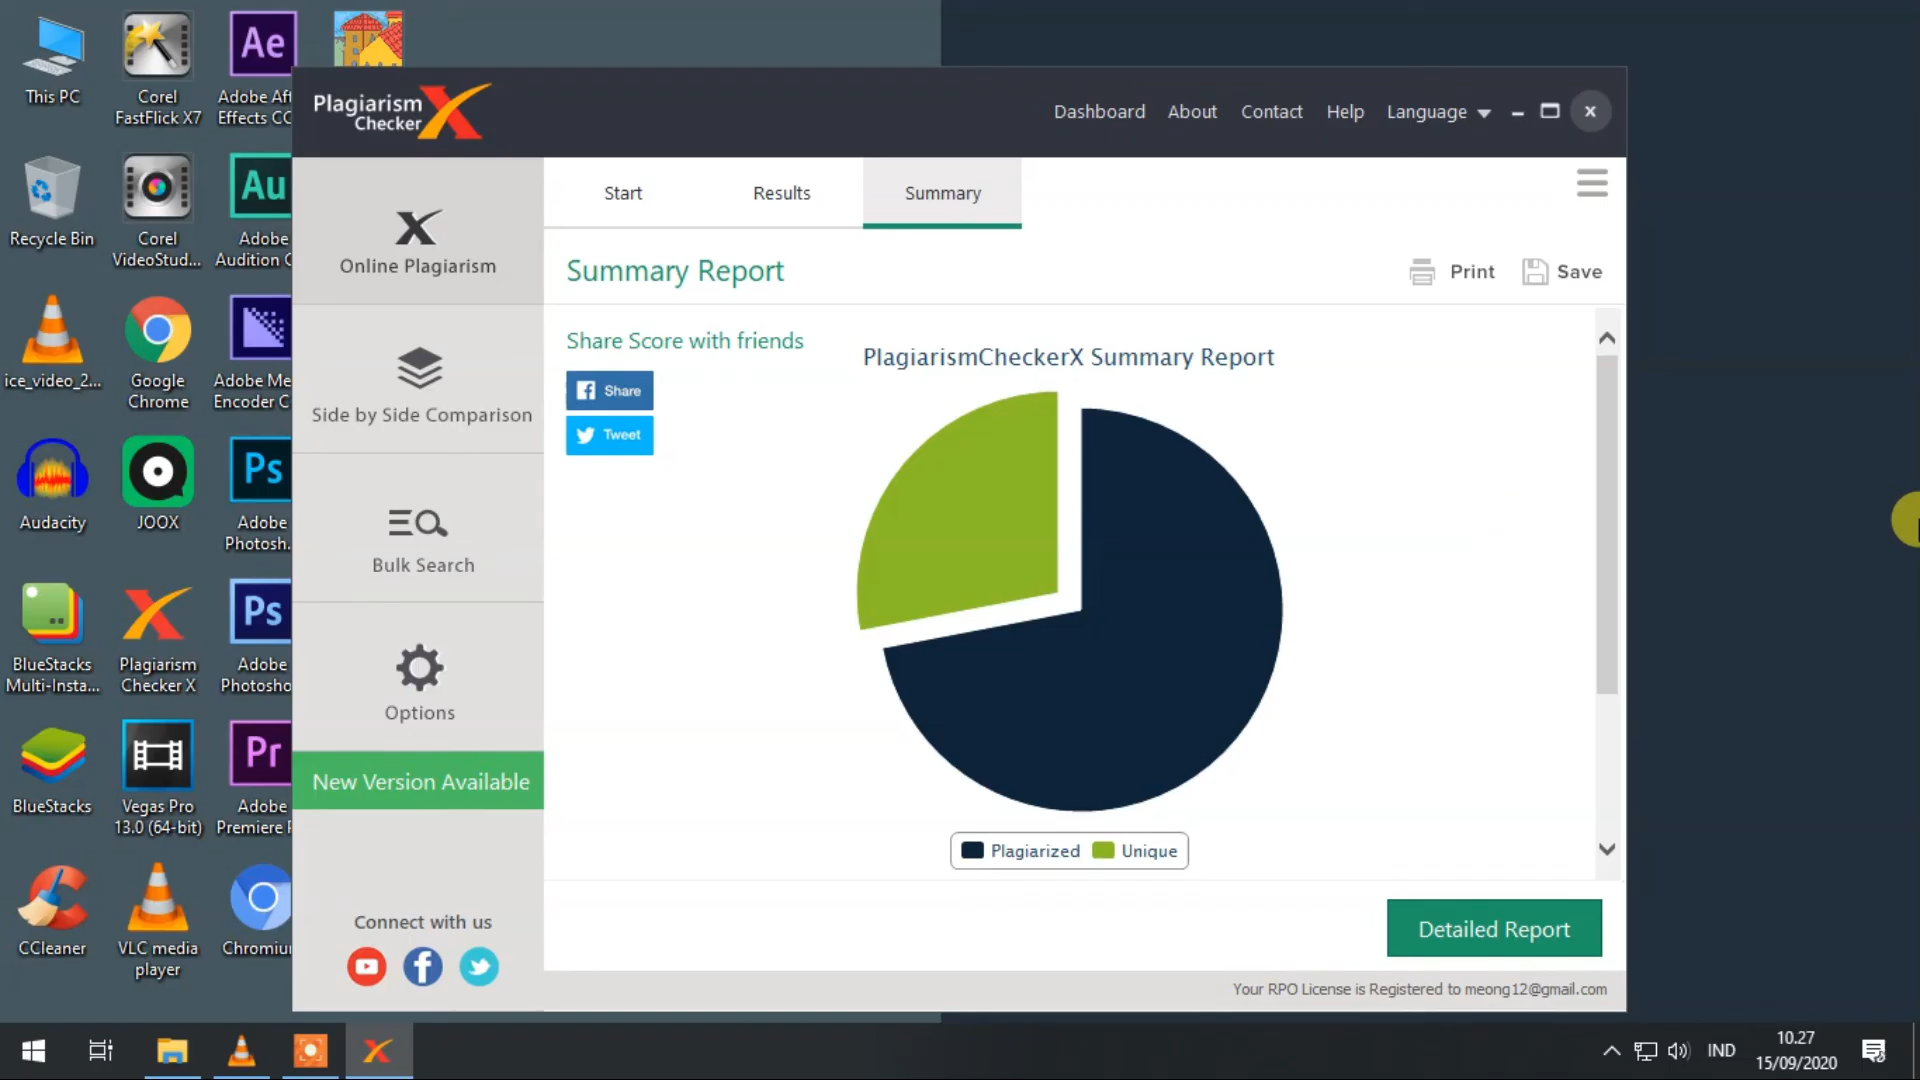 This PC
Corel
FastFlick X7
Ae
Adobe Aft
Effects CC
Recycle Bin
Corel
VideoStud...
Au
Adobe
Audition C
ice_video_2...
Google
Chrome
Adobe Me
Encoder C
Audacity
JOOX
Ps
Adobe
Photosh.
BlueStacks
Multi-Insta...
Plagiarism
Checker X
Ps
Adobe
Photosho
BlueStacks
Vegas Pro
13.0 (64-bit)
Pr
Adobe
Premiere P
CCleaner
VLC media
player
Chromiu
Plagiarism
Checker X
Dashboard About Contact Help Language
Online Plagiarism
Side by Side Comparison
Bulk Search
Options
New Version Available
Connect with us
Start Results Summary
Summary Report
Print Save
Share Score with friends
Share
Tweet
PlagiarismCheckerX Summary Report
Plagiarized Unique
Detailed Report
Your RPO License is Registered to meong12@gmail.com
IND
10.27
15/09/2020